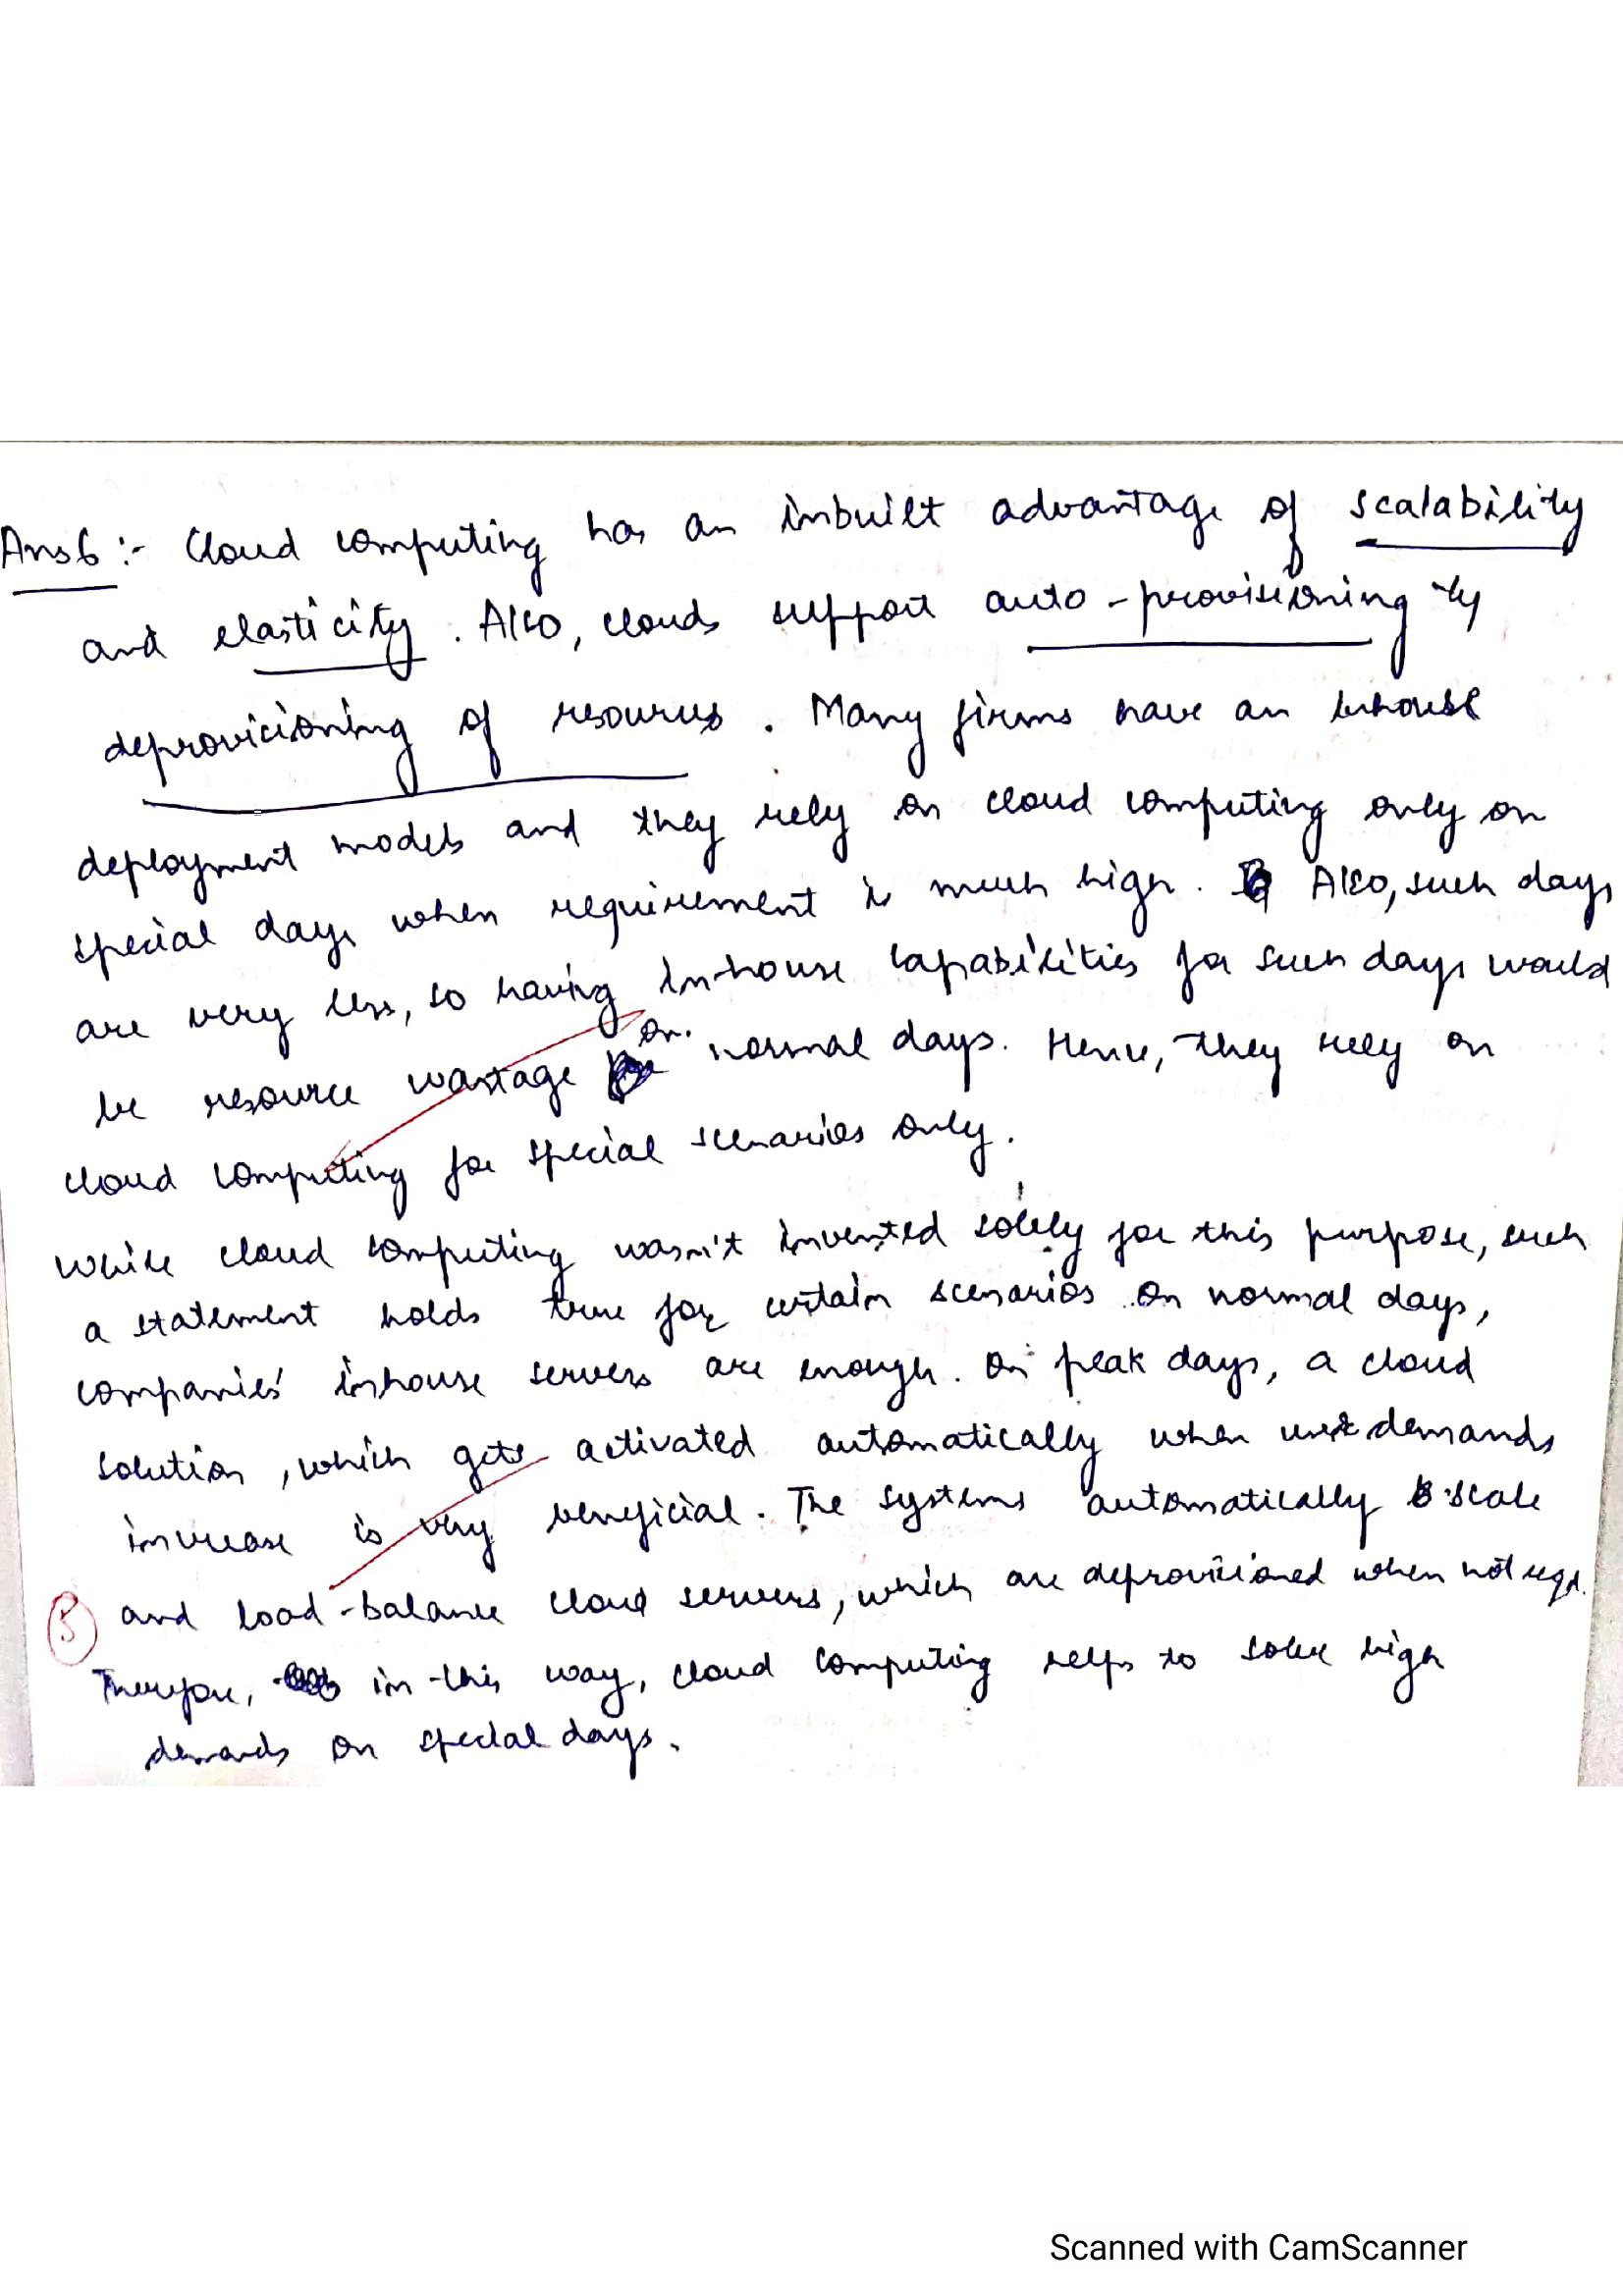 Ans6 :- Cloud computing has an inbuilt advantage of scalability
and elasticity. Also, clouds support auto-provisioning
deprovicisioning of resources. Many firms have an inhouse
deployment models and they rely on cloud computing only on
special days when requirement is much high. Also, such days
are very less, so having inhouse capabilities for such days would
be resource wastage on normal days. Hence, they rely on
cloud computing for special scenarios only.
While cloud computing wasn't invented solely for this purpose, such
a statement holds true for certain scenarios. On normal days,
companies' inhouse servers are enough. On peak days, a cloud
solution, which gets activated automatically when demands
increase is very beneficial. The systems automatically scale
5 and load-balance cloud servers, which are deprovisioned when not reqd.
Therefore, in this way, cloud computing helps to solve high
demands on special days.
Scanned with CamScanner